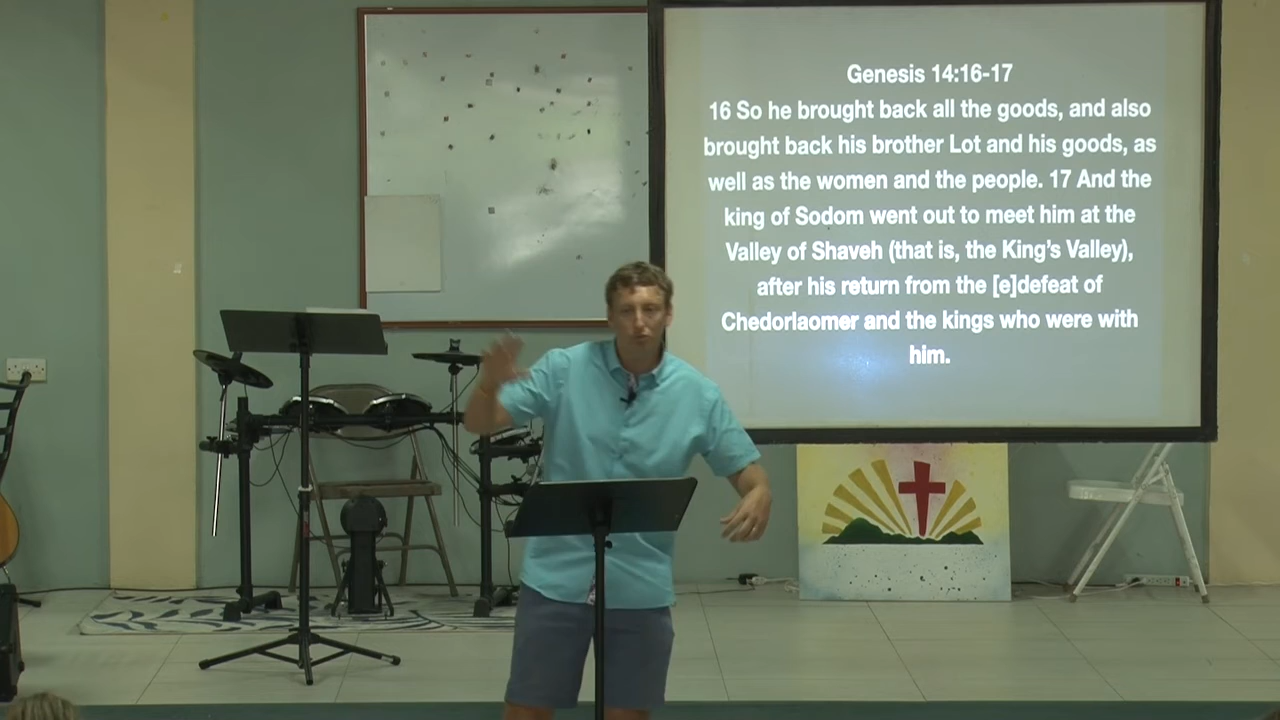 Genesis 14:16-17
16 So he brought back all the goods, and also
brought back his brother Lot and his goods, as
well as the women and the people. 17 And the
king of Sodom went out to meet him at the
Valley of Shaveh (that is, the King's Valley),
after his return from the [e]defeat of
Chedorlaomer and the kings who were with
him.